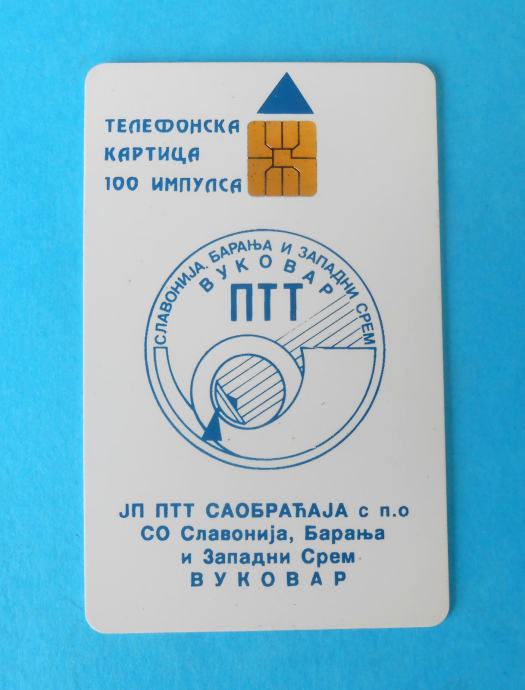 ТЕЛЕФОНСКА
КАРТИЦА
100 ИМПУЛСА
СЛАВОНИЈА, БАРАЊА И ЗАПАДНИ СРЕМ
ВУКОВАР
ПТТ
ЈП ПТТ САОБРАЋАЈА с п.о
СО Славонија, Барања
и Западни Срем
ВУКОВАР